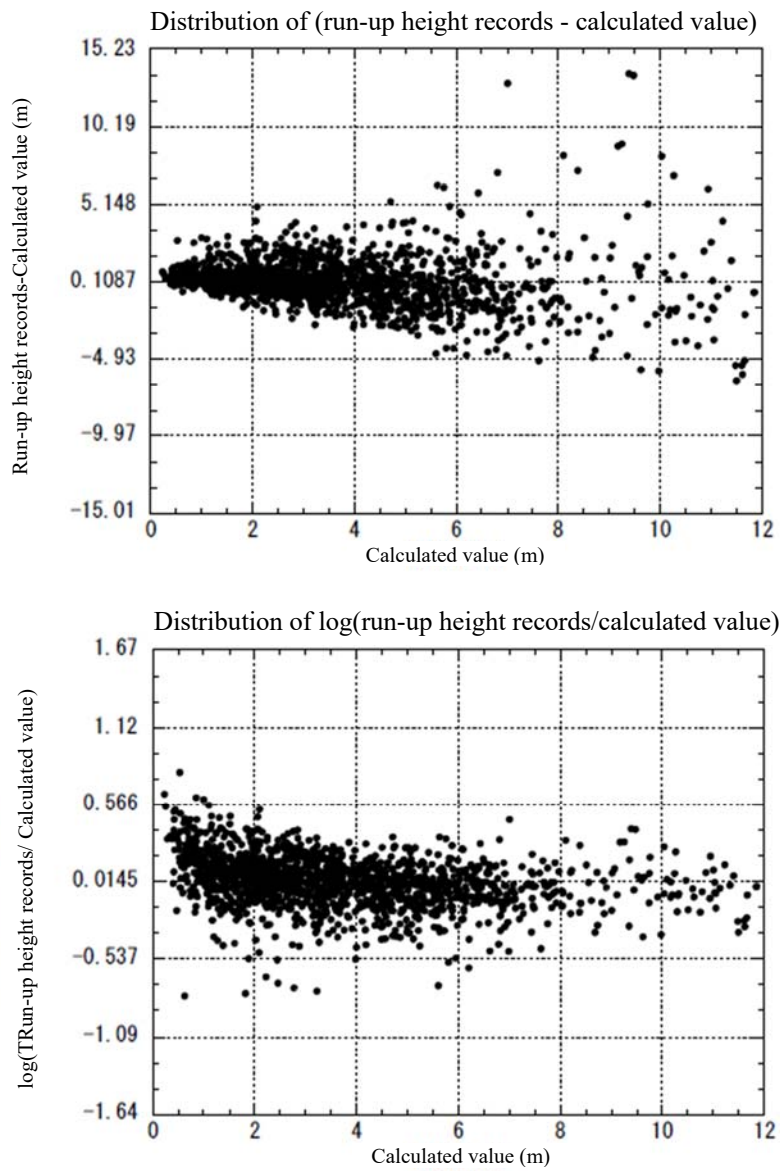 Distribution of (run-up height records - calculated value)
15.23
10.19
5.148
0.1087
-4.93
-9.97
-15.01
Run-up height records-Calculated value (m)
0 2 4 6 8 10 12
Calculated value (m)
Distribution of log(run-up height records/calculated value)
1.67
1.12
0.566
0.0145
-0.537
-1.09
-1.64
log(TRun-up height records/ Calculated value)
0 2 4 6 8 10 12
Calculated value (m)